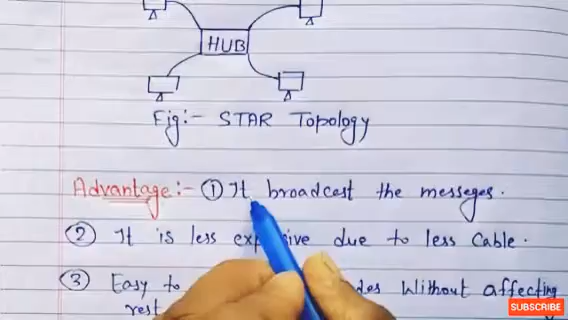 HUB
Fig:- STAR Topology
Advantage:- ① It broadcast the messeges.
② It is less expensive due to less Cable.
③ Easy to Without affecting
rest
SUBSCRIBE